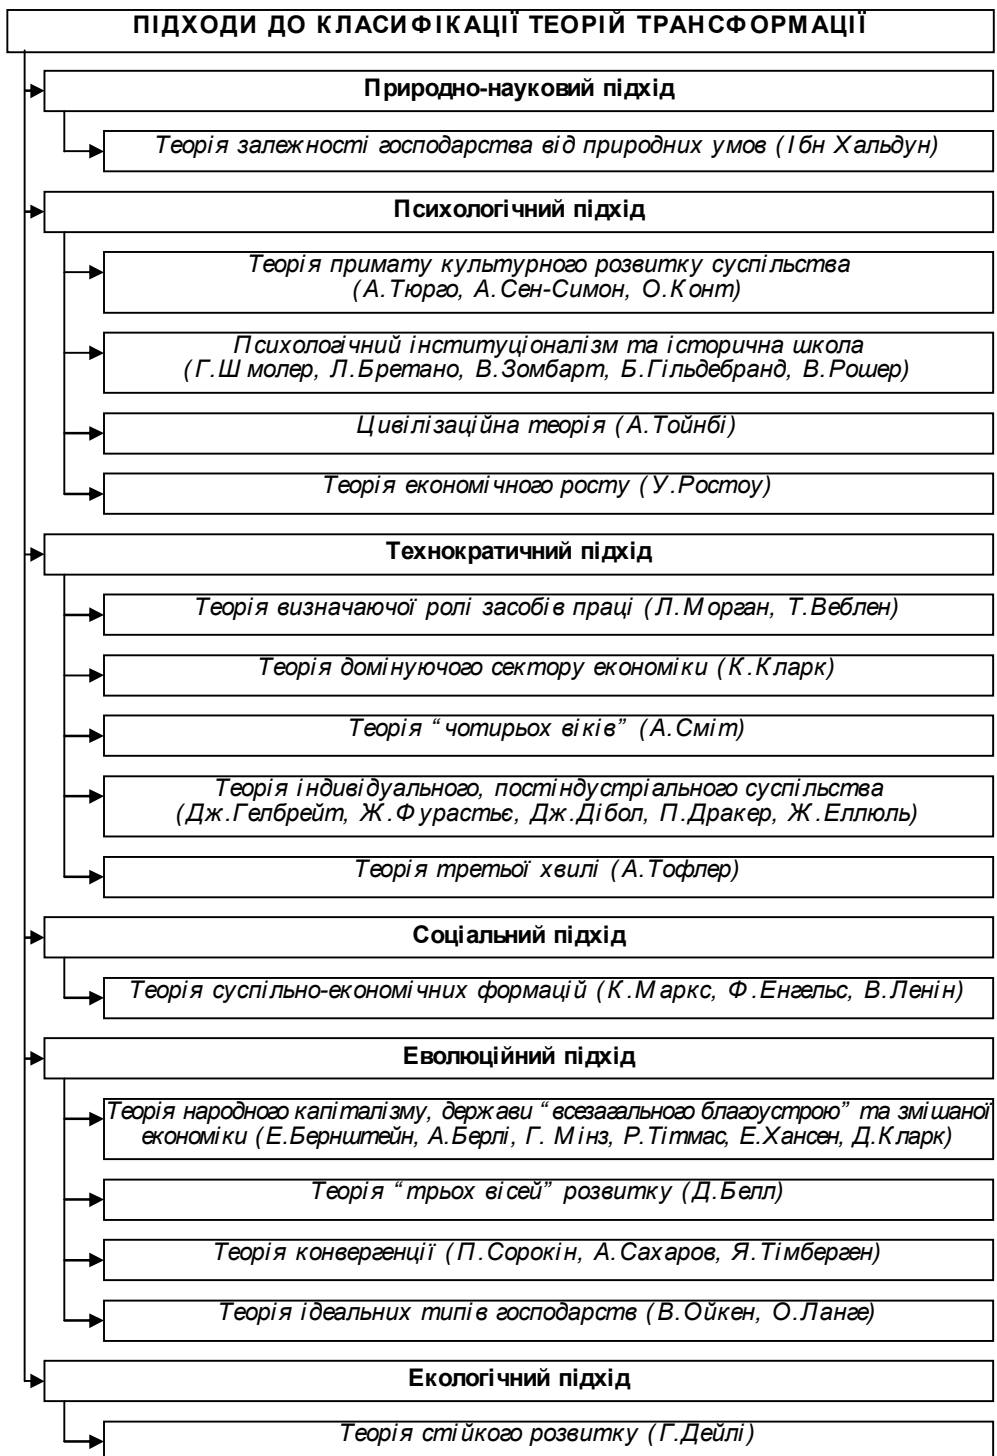 ПІДХОДИ ДО КЛАСИФІКАЦІЇ ТЕОРІЙ ТРАНСФОРМАЦІЇ
Природно-науковий підхід
Теорія залежності господарства від природних умов (Ібн Хальдун)
Психологічний підхід
Теорія примату культурного розвитку суспільства
(А.Тюрго, А.Сен-Симон, О.Конт)
Психологічний інституціоналізм та історична школа
(Г.Шмолер, Л.Бретано, В.Зомбарт, Б.Гільдебранд, В.Рошер)
Цивілізаційна теорія (А.Тойнбі)
Теорія економічного росту (У.Ростоу)
Технократичний підхід
Теорія визначаючої ролі засобів праці (Л.Морган, Т.Веблен)
Теорія домінуючого сектору економіки (К.Кларк)
Теорія “чотирьох віків” (А.Сміт)
Теорія індивідуального, постіндустріального суспільства
(Дж.Гелбрейт, Ж.Фурастьє, Дж.Дібол, П.Дракер, Ж.Еллюль)
Теорія третьої хвилі (А.Тофлер)
Соціальний підхід
Теорія суспільно-економічних формацій (К.Маркс, Ф.Енгельс, В.Ленін)
Еволюційний підхід
Теорія народного капіталізму, держави “всезагального благоустрою” та змішаної
економіки (Е.Бернштейн, А.Берлі, Г. Мінз, Р.Тітмас, Е.Хансен, Д.Кларк)
Теорія “трьох вісей” розвитку (Д.Белл)
Теорія конвергенції (П.Сорокін, А.Сахаров, Я.Тімберген)
Теорія ідеальних типів господарств (В.Ойкен, О.Ланге)
Екологічний підхід
Теорія стійкого розвитку (Г.Дейлі)